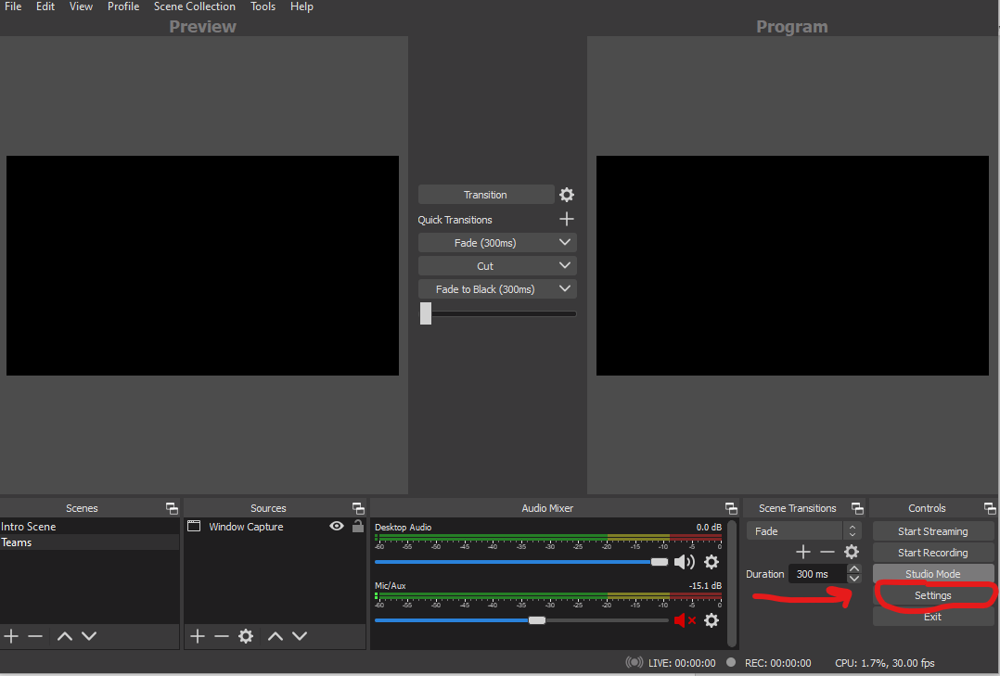 File Edit View Profile Scene Collection Tools Help
Preview
Program
Transition
Quick Transitions
Fade (300ms)
Cut
Fade to Black (300ms)
Scenes
Intro Scene
Teams
Sources
Window Capture
Audio Mixer
Desktop Audio 0.0 dB
-60 -55 -50 -45 -40 -35 -30 -25 -20 -15 -10 -5 0
Mic/Aux -15.1 dB
-60 -55 -50 -45 -40 -35 -30 -25 -20 -15 -10 -5 0
Scene Transitions
Fade
Duration 300 ms
Controls
Start Streaming
Start Recording
Studio Mode
Settings
Exit
LIVE: 00:00:00 REC: 00:00:00 CPU: 1.7%, 30.00 fps